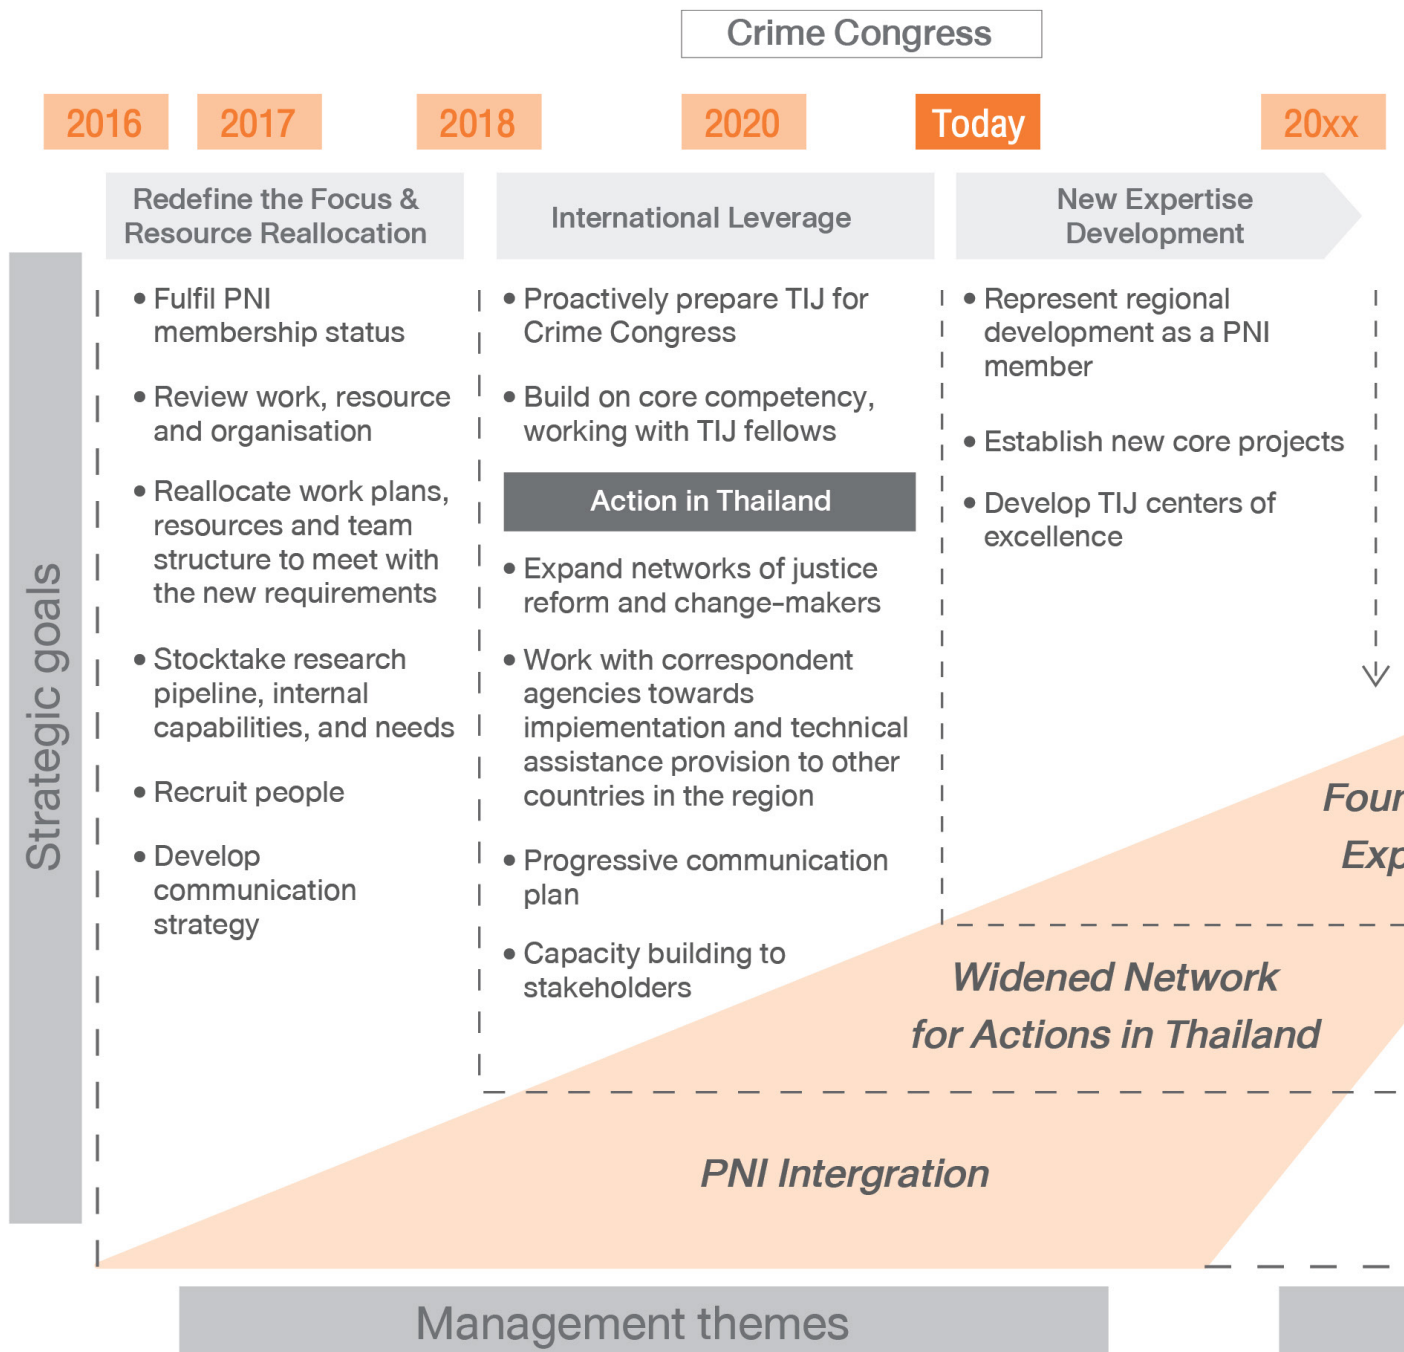 Crime Congress
2016
2017
2018
2020
Today
20xx
Redefine the Focus &
Resource Reallocation
International Leverage
New Expertise
Development
Strategic goals
• Fulfil PNI
membership status
• Review work, resource
and organisation
• Reallocate work plans,
resources and team
structure to meet with
the new requirements
• Stocktake research
pipeline, internal
capabilities, and needs
• Recruit people
• Develop
communication
strategy
• Proactively prepare TIJ for
Crime Congress
• Build on core competency,
working with TIJ fellows
Action in Thailand
• Expand networks of justice
reform and change-makers
• Work with correspondent
agencies towards
impiementation and technical
assistance provision to other
countries in the region
• Progressive communication
plan
• Capacity building to
stakeholders
• Represent regional
development as a PNI
member
• Establish new core projects
• Develop TIJ centers of
excellence
Widened Network
for Actions in Thailand
PNI Intergration
Management themes